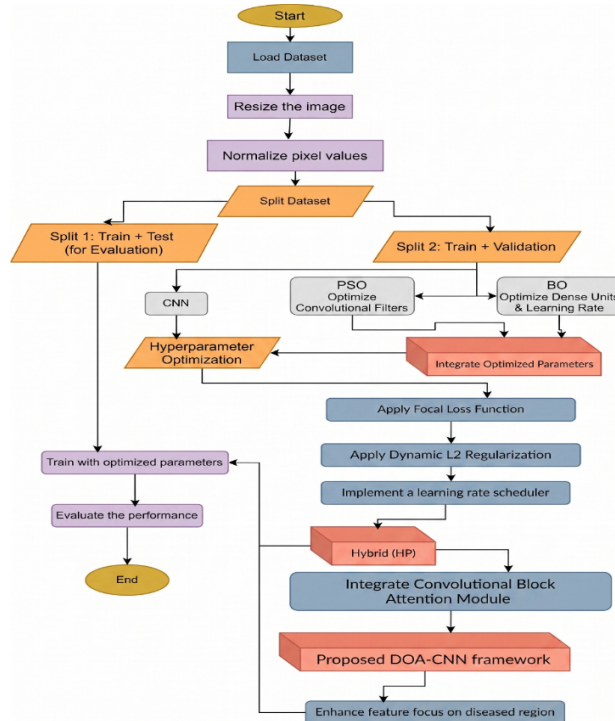 Start
Load Dataset
Resize the image
Normalize pixel values
Split Dataset
Split 1: Train + Test
(for Evaluation)
Split 2: Train + Validation
CNN
PSO
Optimize
Convolutional Filters
BO
Optimize Dense Units
& Learning Rate
Hyperparameter
Optimization
Integrate Optimized Parameters
Apply Focal Loss Function
Apply Dynamic L2 Regularization
Train with optimized parameters
Implement a learning rate scheduler
Evaluate the performance
Hybrid (HP)
End
Integrate Convolutional Block
Attention Module
Proposed DOA-CNN framework
Enhance feature focus on diseased region